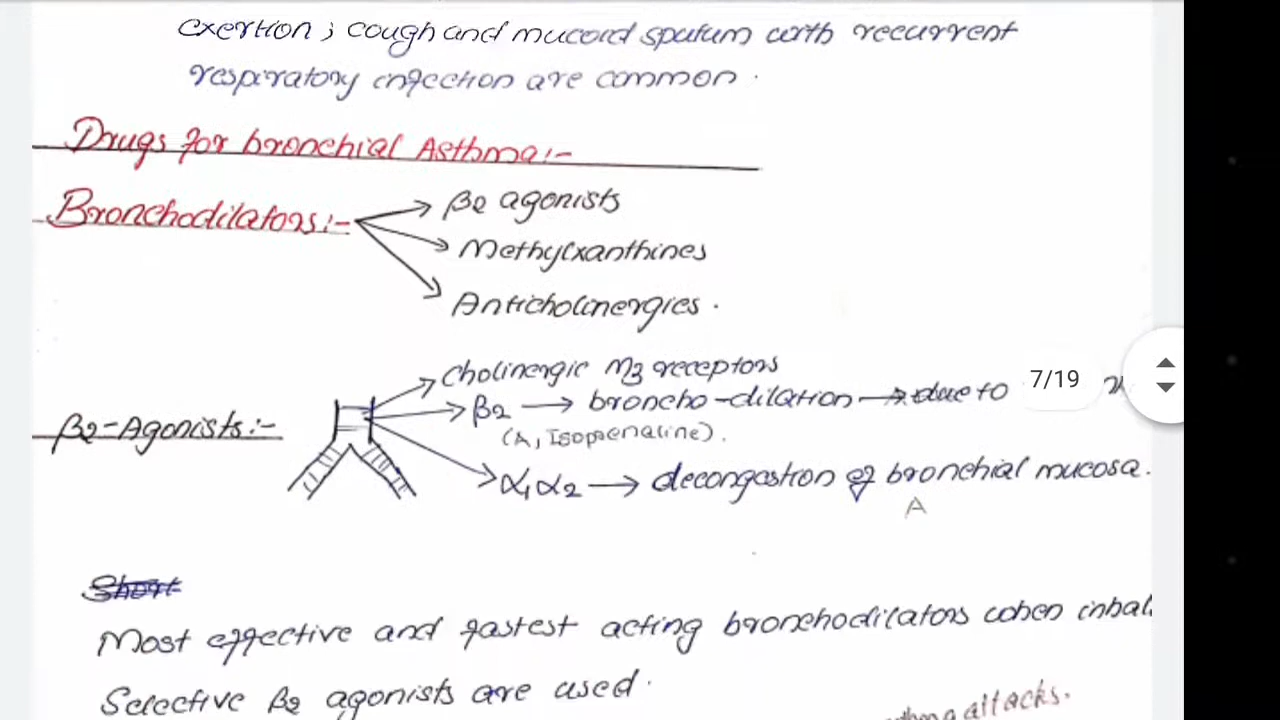 exertion ; cough and mucoid sputum with recurrent
respiratory infection are common .
Drugs for bronchial Asthma :-
Bronchodilators :-
β2 agonists
Methylxanthines
Anticholinergics .
β2-Agonists :-
Cholinergic M3 receptors
β2 → broncho-dilation → due to
(A, Isoprenaline) .
α1 α2 → decongestion of bronchial mucosa .
A
7/19
Short
Most effective and fastest acting bronchodilators when inhal
Selective β2 agonists are used .
attacks.